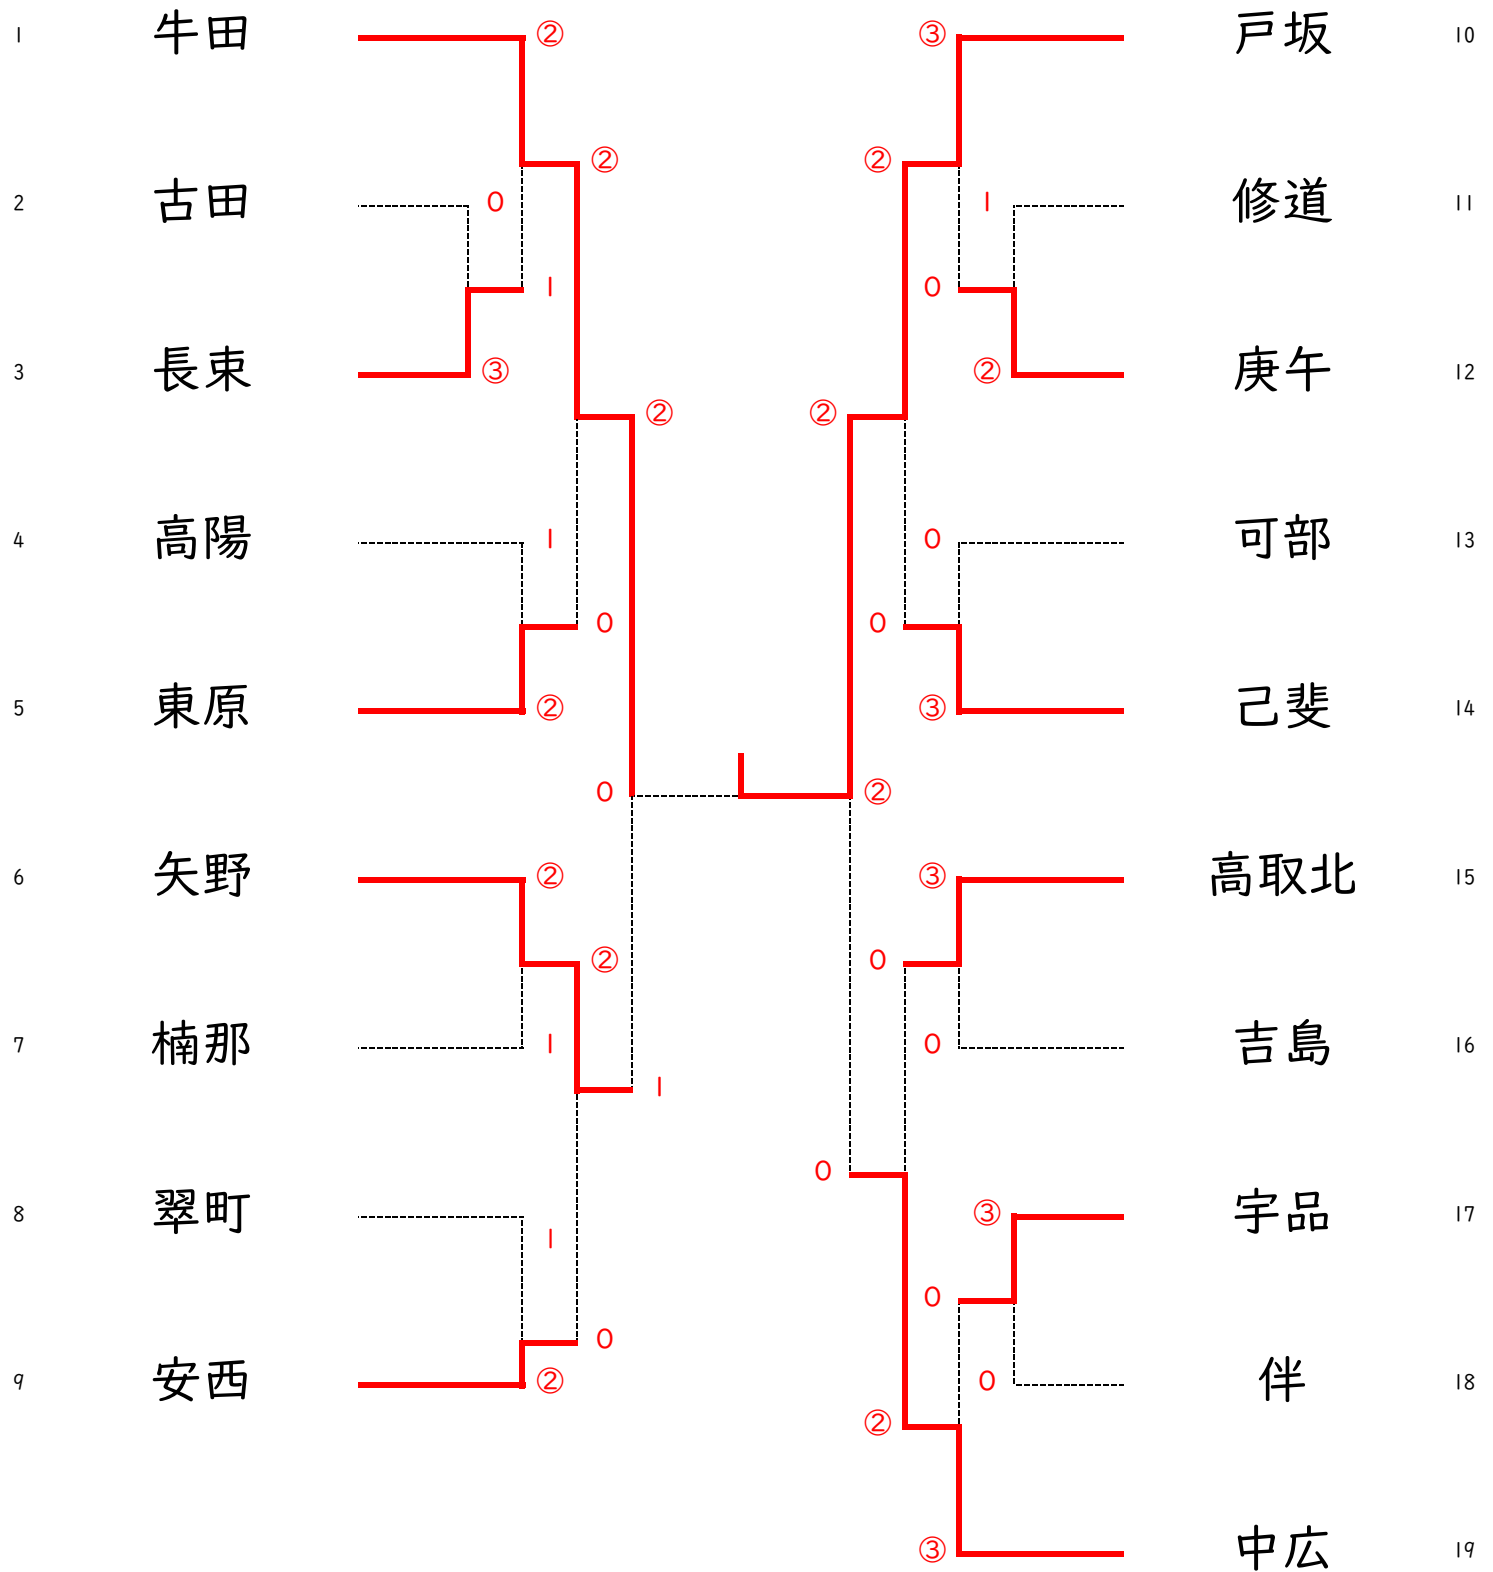 1 牛田 ② ③ 戸坂 10
② ②
2 古田 0 1 修道 11
1 0
3 長束 ③ ② 庚午 12
② ②
4 高陽 1 0 可部 13
0 0
5 東原 ② ③ 己斐 14
0 ②
6 矢野 ② ③ 高取北 15
② 0
7 楠那 1 0 吉島 16
1
0
8 翠町 1 ③ 宇品 17
0 0
9 安西 ② 0 伴 18
②
③ 中広 19